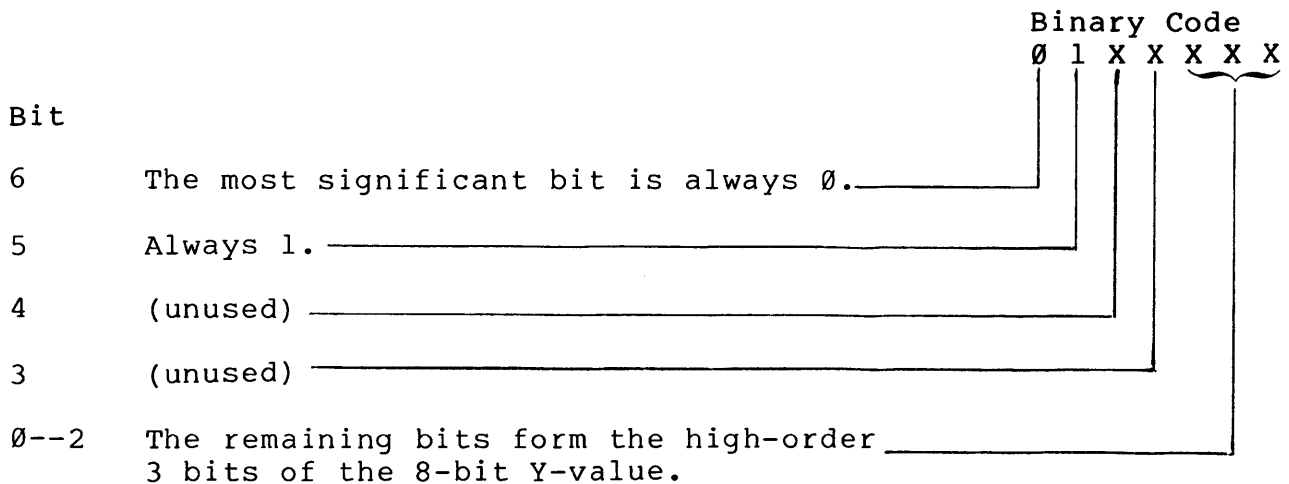 Binary Code
Ø 1 X X X X X
Bit
6 The most significant bit is always Ø.
5 Always 1.
4 (unused)
3 (unused)
Ø--2 The remaining bits form the high-order
3 bits of the 8-bit Y-value.